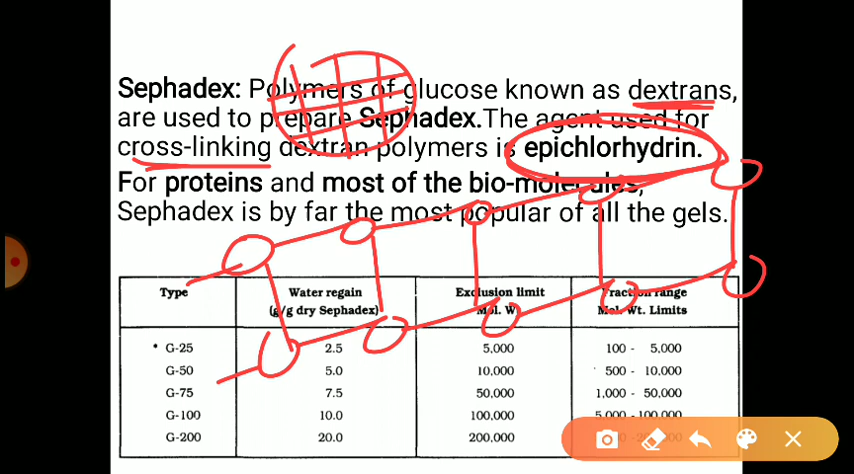 Sephadex: Polymers of glucose known as dextrans,
are used to prepare Sephadex.The agent used for
cross-linking dextran polymers is epichlorhydrin.
For proteins and most of the bio-molecules,
Sephadex is by far the most popular of all the gels.
Type Water regain Exclusion limit Fraction range
(g/g dry Sephadex) Mol. W Mol. Wt. Limits
• G-25 2.5 5,000 100 - 5,000
G-50 5.0 10,000 500 - 10,000
G-75 7.5 50,000 1,000 - 50,000
G-100 10.0 100,000 5,000 - 100,000
G-200 20.0 200,000